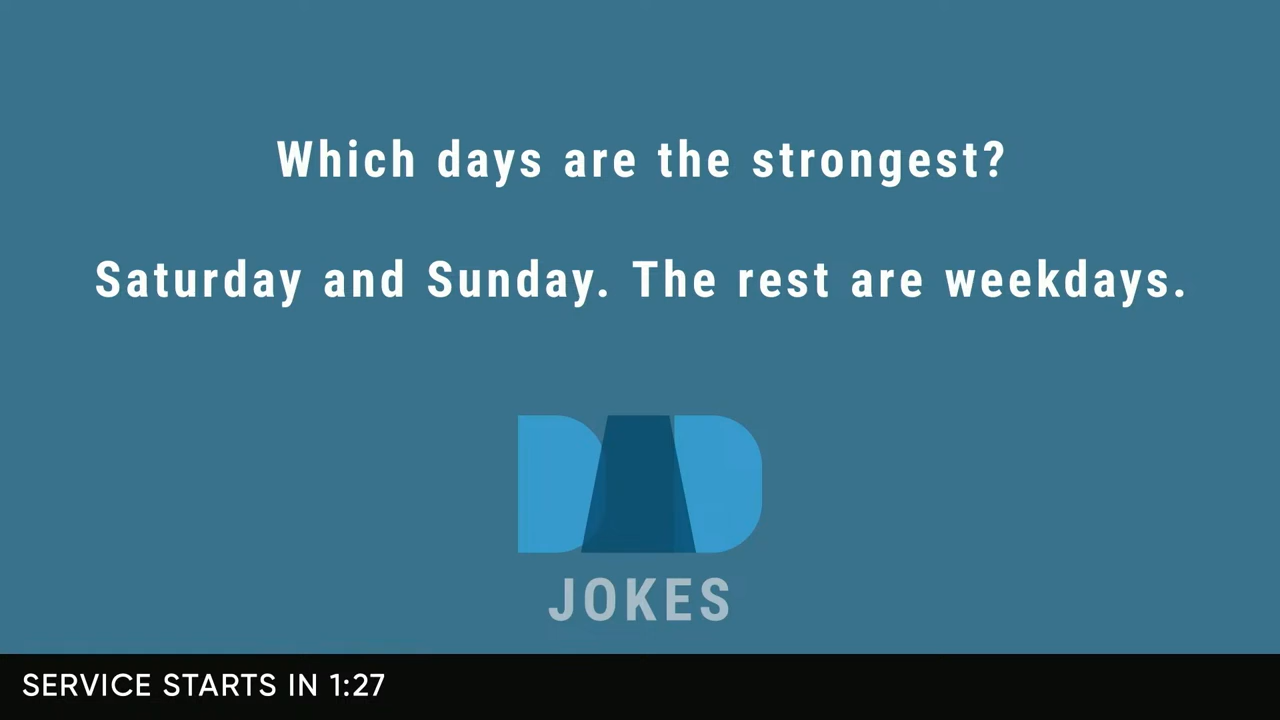 Which days are the strongest?
Saturday and Sunday. The rest are weekdays.
DAD
JOKES
SERVICE STARTS IN 1:27